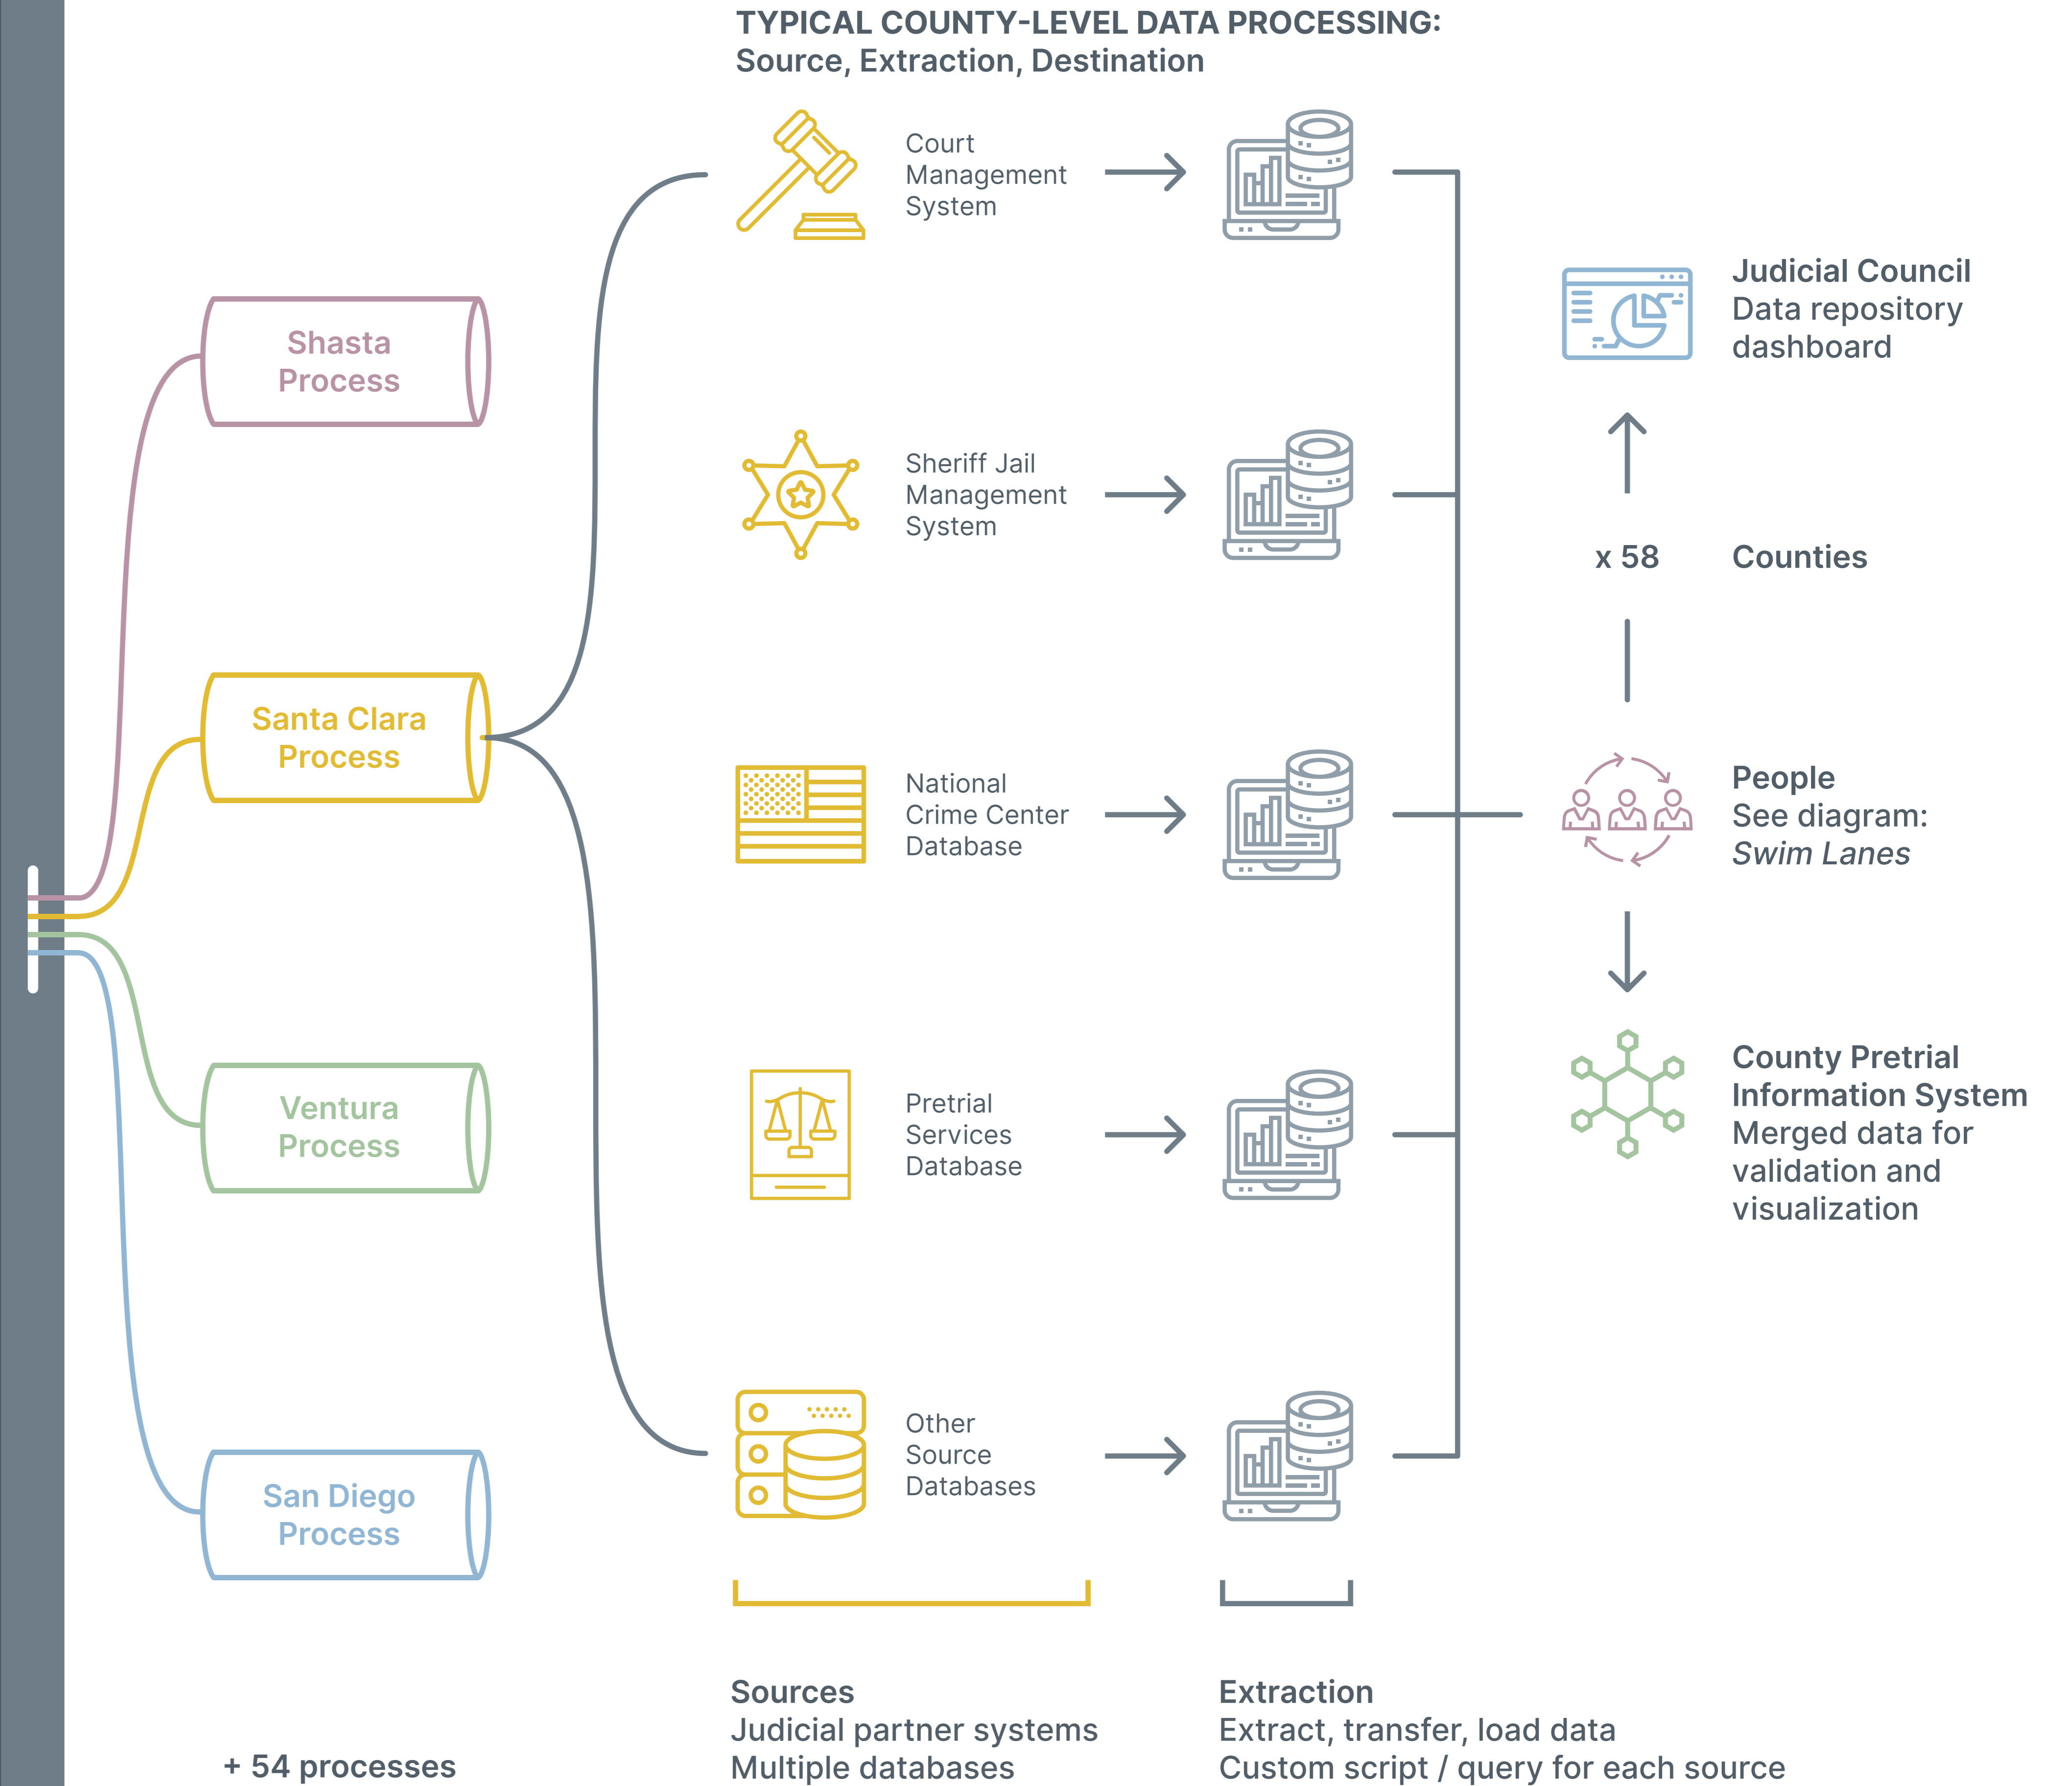 TYPICAL COUNTY-LEVEL DATA PROCESSING:
Source, Extraction, Destination
Shasta
Process
Santa Clara
Process
Ventura
Process
San Diego
Process
+ 54 processes
Court
Management
System
Sheriff Jail
Management
System
National
Crime Center
Database
Pretrial
Services
Database
Other
Source
Databases
Sources
Judicial partner systems
Multiple databases
Extraction
Extract, transfer, load data
Custom script / query for each source
Judicial Council
Data repository
dashboard
x 58 Counties
People
See diagram:
Swim Lanes
County Pretrial
Information System
Merged data for
validation and
visualization